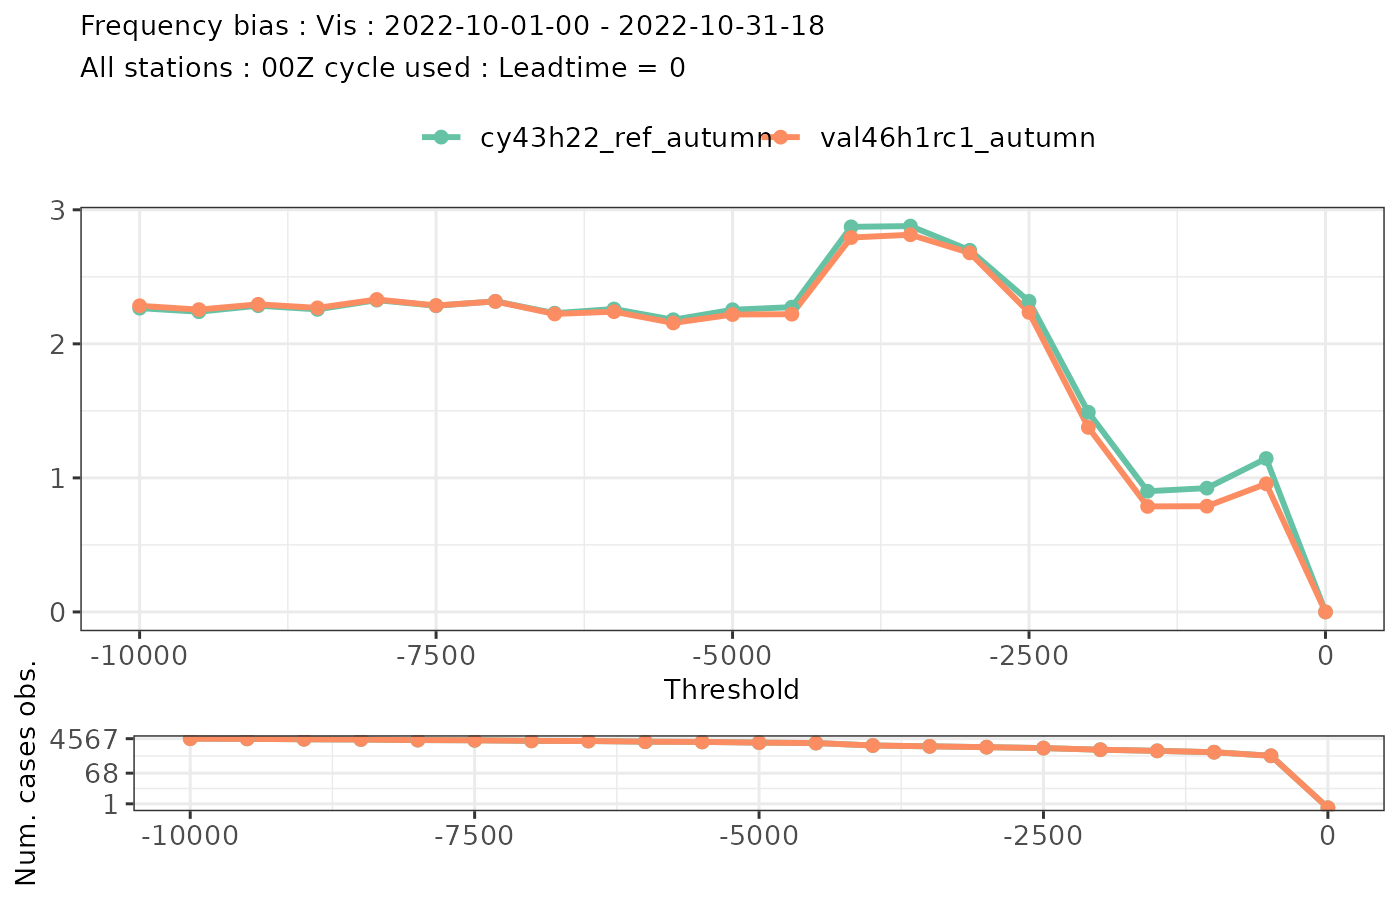 Frequency bias : Vis : 2022-10-01-00 - 2022-10-31-18
All stations : 00Z cycle used : Leadtime = 0
cy43h22_ref_autumn val46h1rc1_autumn
3
2
1
0
-10000 -7500 -5000 -2500 0
Threshold
Num. cases obs.
4567
68
1
-10000 -7500 -5000 -2500 0